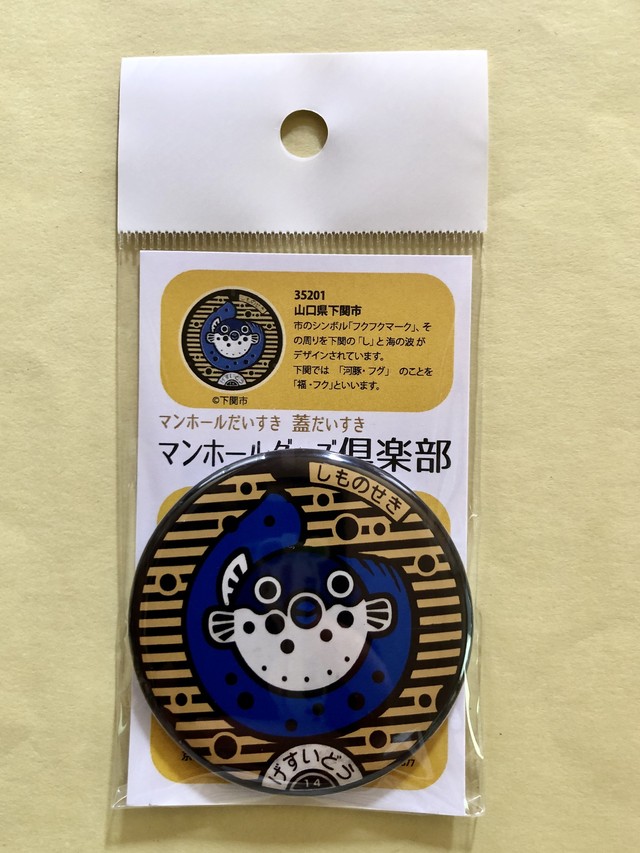 35201
山口県下関市
市のシンボル「フクフクマーク」、そ
の周りを下関の「し」と海の波が
デザインされています。
下関では 「河豚・フグ」 のことを
「福・フク」といいます。
©下関市
マンホールだいすき 蓋だいすき
マンホールグッズ倶楽部
しものせき
げすいどう
14